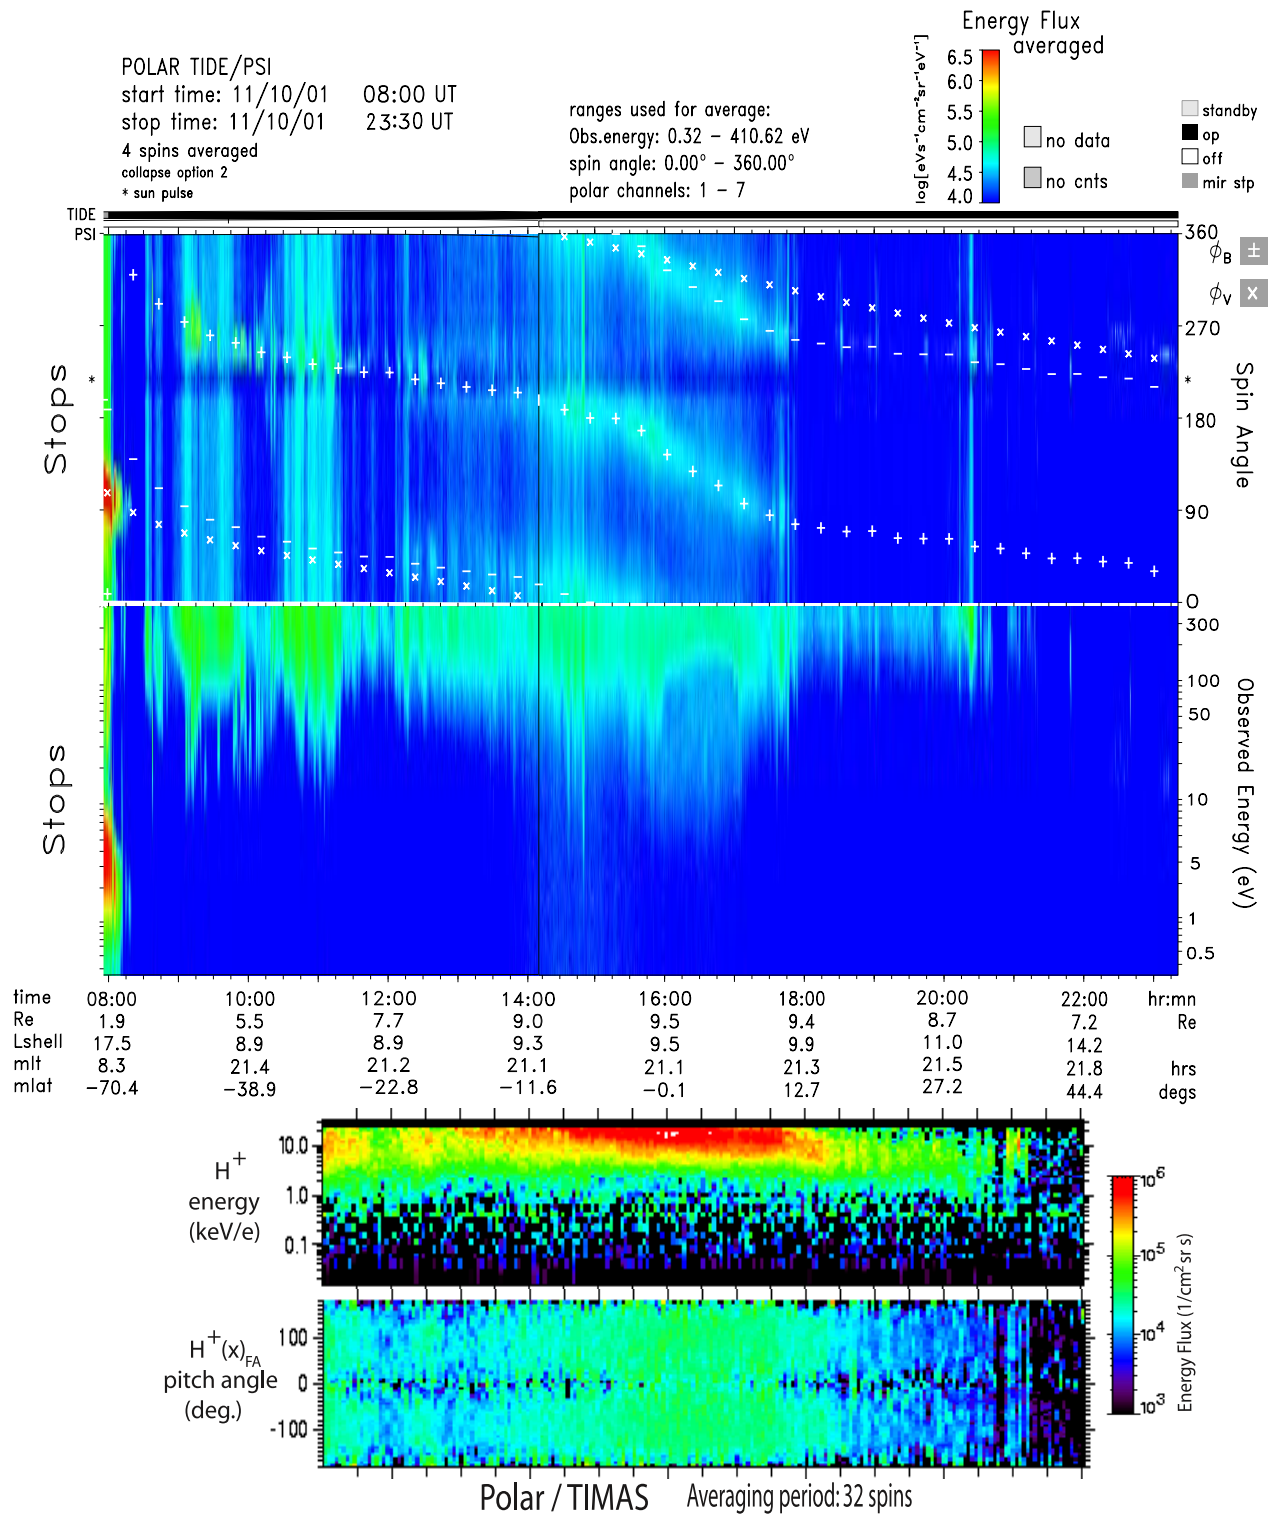 Energy Flux
averaged
POLAR TIDE/PSI
start time: 11/10/01 08:00 UT
stop time: 11/10/01 23:30 UT
4 spins averaged
collapse option 2
* sun pulse
ranges used for average:
Obs.energy: 0.32 − 410.62 eV
spin angle: 0.00° − 360.00°
polar channels: 1 − 7
log[eVs⁻¹cm⁻²sr⁻¹eV⁻¹]
6.5
6.0
5.5
5.0
4.5
4.0
no data
no cnts
standby
op
off
mir stp
TIDE
PSI
360
270
180
90
0
ϕB ±
ϕV ×
Stops
*
*
Spin Angle
300
100
50
10
5
1
0.5
Stops
Observed Energy (eV)
time 08:00 10:00 12:00 14:00 16:00 18:00 20:00 22:00 hr:mn
Re 1.9 5.5 7.7 9.0 9.5 9.4 8.7 7.2 Re
Lshell 17.5 8.9 8.9 9.3 9.5 9.9 11.0 14.2
mlt 8.3 21.4 21.2 21.1 21.1 21.3 21.5 21.8 hrs
mlat −70.4 −38.9 −22.8 −11.6 −0.1 12.7 27.2 44.4 degs
H+
energy
(keV/e)
10.0
1.0
0.1
H+(x)FA
pitch angle
(deg.)
100
0
-100
10⁶
10⁵
10⁴
10³
Energy Flux (1/cm² sr s)
Polar / TIMAS Averaging period: 32 spins